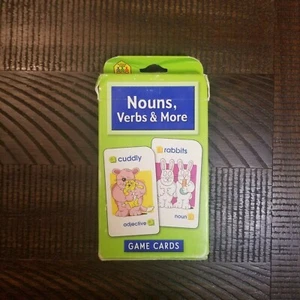 Nouns,
Verbs & More
cuddly
rabbits
adjective
noun
GAME CARDS